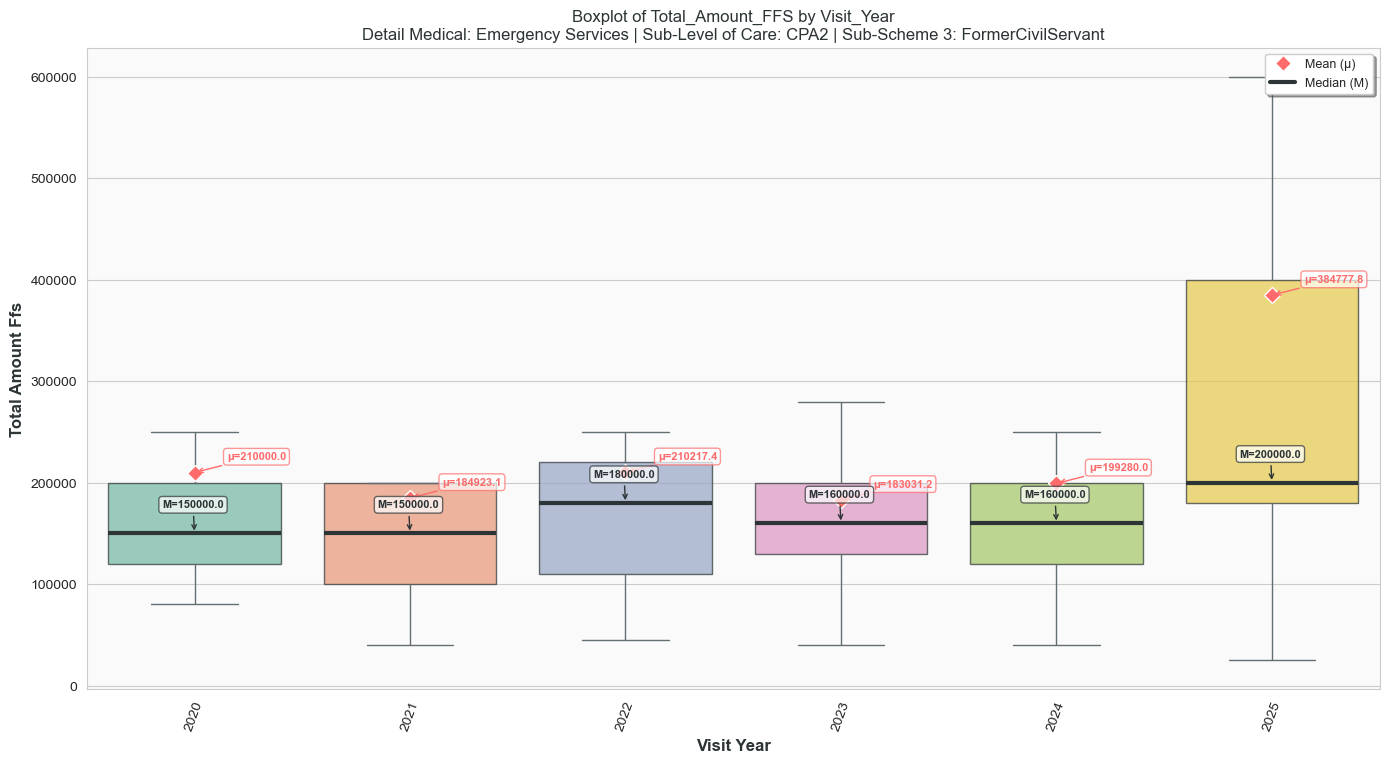 Boxplot of Total_Amount_FFS by Visit_Year
Detail Medical: Emergency Services | Sub-Level of Care: CPA2 | Sub-Scheme 3: FormerCivilServant
Mean (μ)
Median (M)
Total Amount Ffs
600000
500000
400000
300000
200000
100000
0
μ=210000.0
M=150000.0
μ=184923.1
M=150000.0
μ=210217.4
M=180000.0
μ=183031.2
M=160000.0
μ=199280.0
M=160000.0
μ=384777.8
M=200000.0
2020
2021
2022
2023
2024
2025
Visit Year